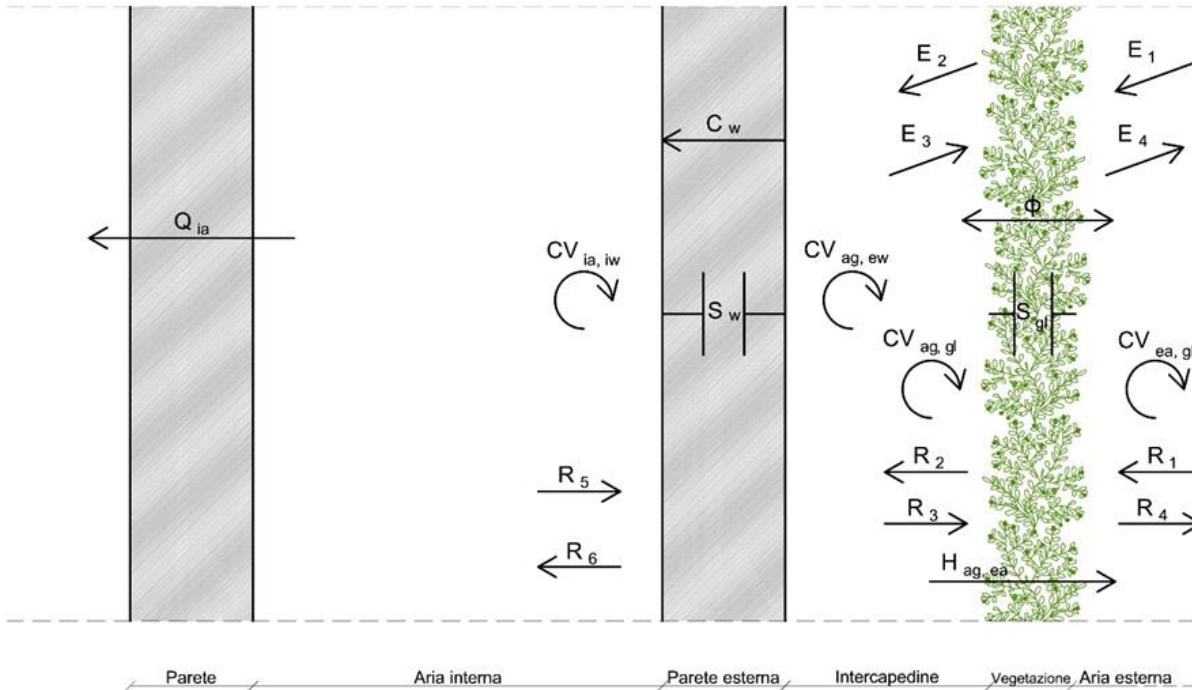 E 2
E 1
C w
E 3
E 4
Q ia
Φ
CV ia, iw
CV ag, ew
S w
S gl
CV ag, gl
CV ea, gl
R 5
R 2
R 1
R 6
R 3
R 4
H ag, ea
Parete
Aria interna
Parete esterna
Intercapedine
Vegetazione
Aria esterna